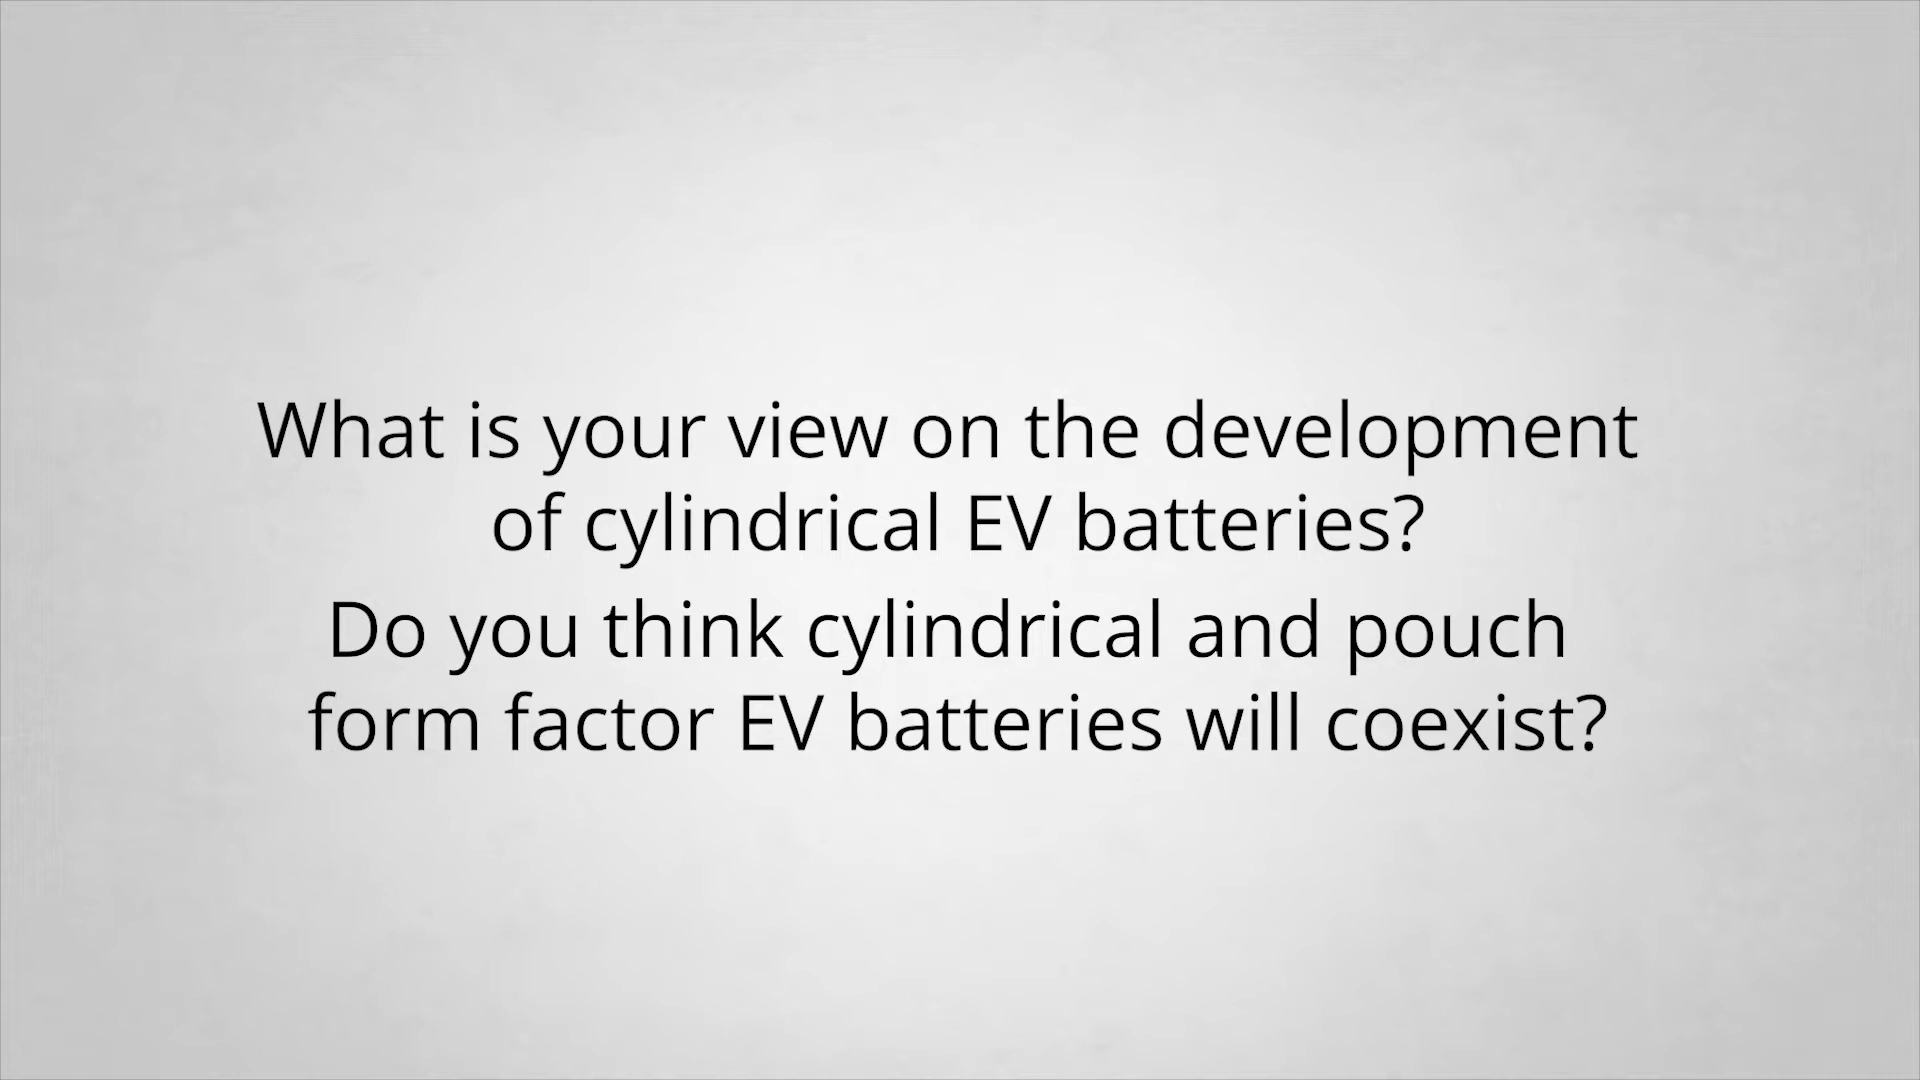 What is your view on the development
of cylindrical EV batteries?
Do you think cylindrical and pouch
form factor EV batteries will coexist?